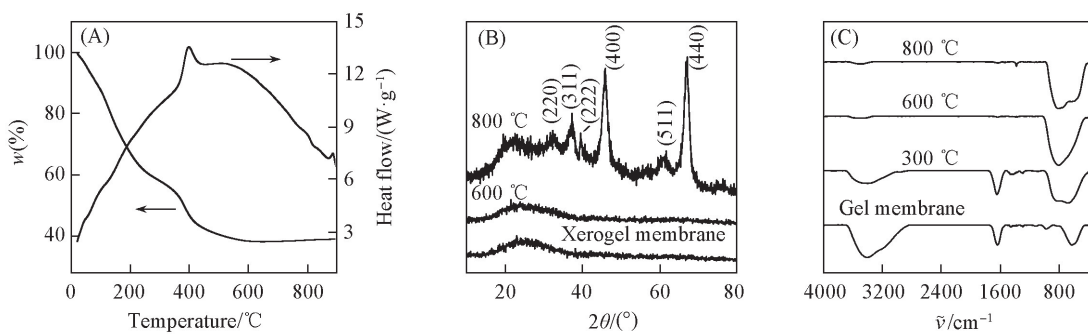 (A)
100
80
60
40
w(%)
15
12
9
6
3
Heat flow/(W·g⁻¹)
0 200 400 600 800
Temperature/℃
(B)
(220)
(311)
(222)
(400)
(511)
(440)
800 ℃
600 ℃
Xerogel membrane
20 40 60 80
2θ/(°)
(C)
800 ℃
600 ℃
300 ℃
Gel membrane
4000 3200 2400 1600 800
ṽ/cm⁻¹